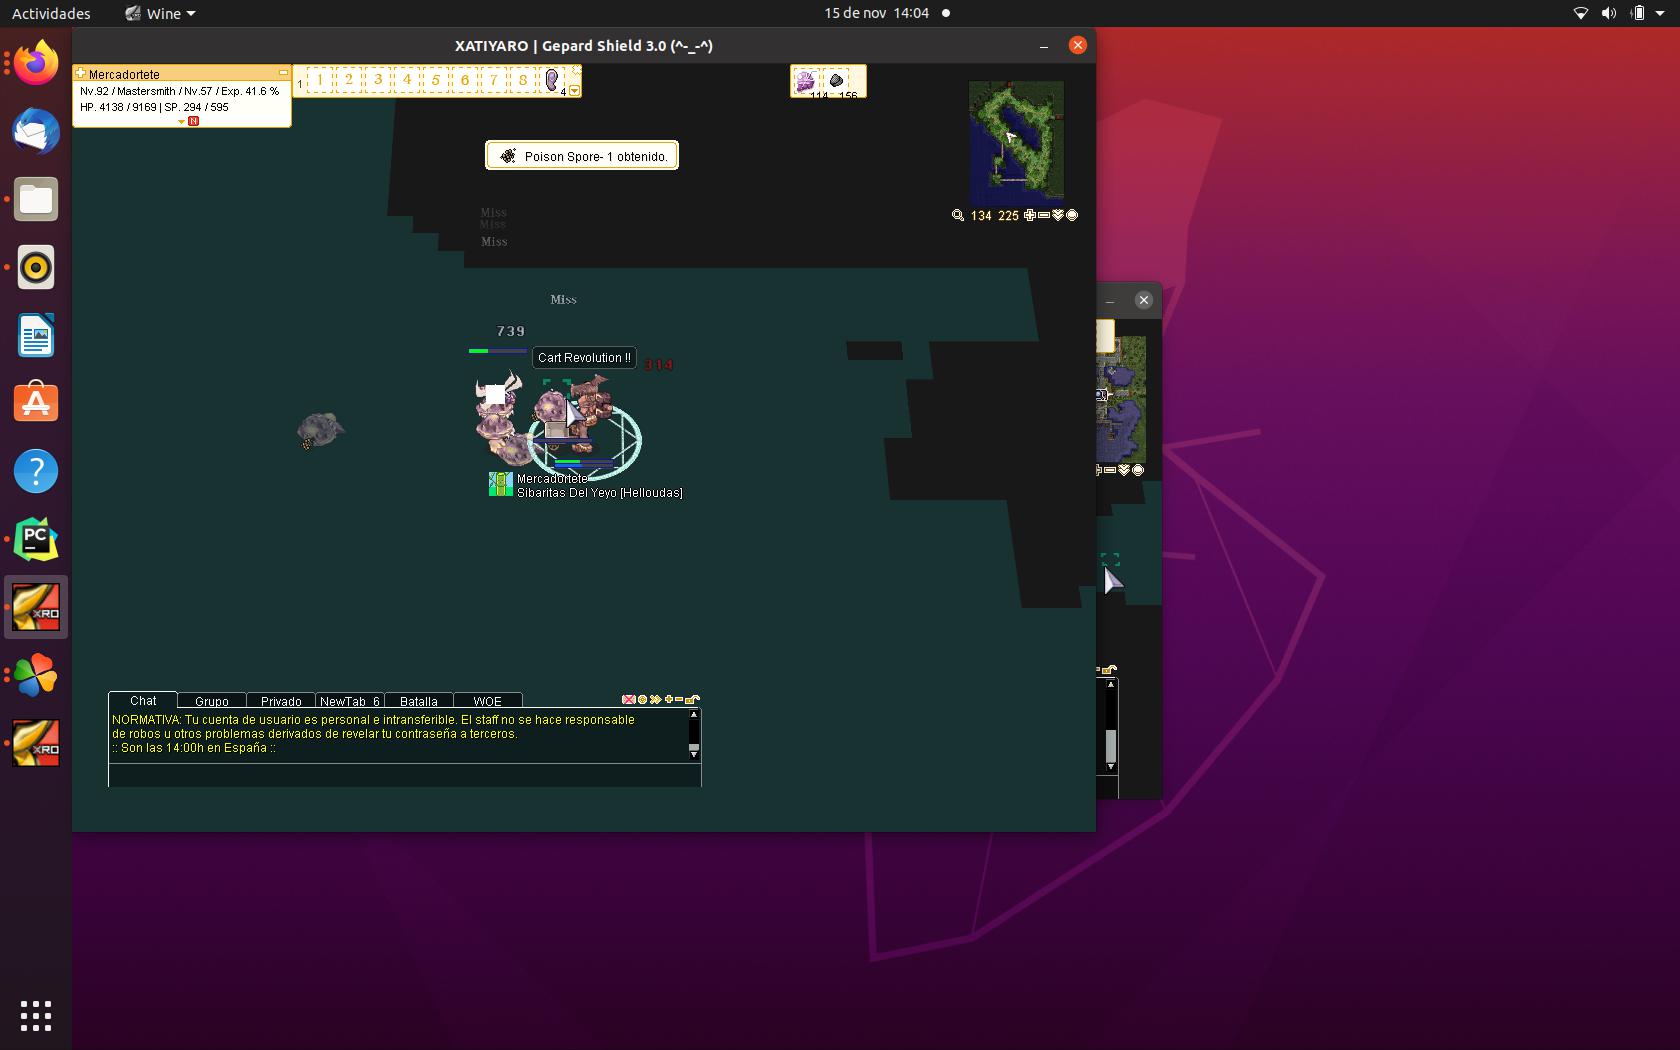 Actividades
Wine
15 de nov 14:04
XATIYARO | Gepard Shield 3.0 (^-_-^)
Mercadortete
Nv.92 / Mastersmith / Nv.57 / Exp. 41.6 %
HP. 4138 / 9169 | SP. 294 / 595
N
1
1 2 3 4 5 6 7 8
4
114 156
Poison Spore- 1 obtenido.
134 225
Miss
Miss
Miss
Miss
739
Cart Revolution !!
314
Mercadortete
Sibaritas Del Yeyo [Helloudas]
?
PC
XRO
XRO
Chat Grupo Privado NewTab_6 Batalla WOE
NORMATIVA: Tu cuenta de usuario es personal e intransferible. El staff no se hace responsable
de robos u otros problemas derivados de revelar tu contraseña a terceros.
:: Son las 14:00h en España ::